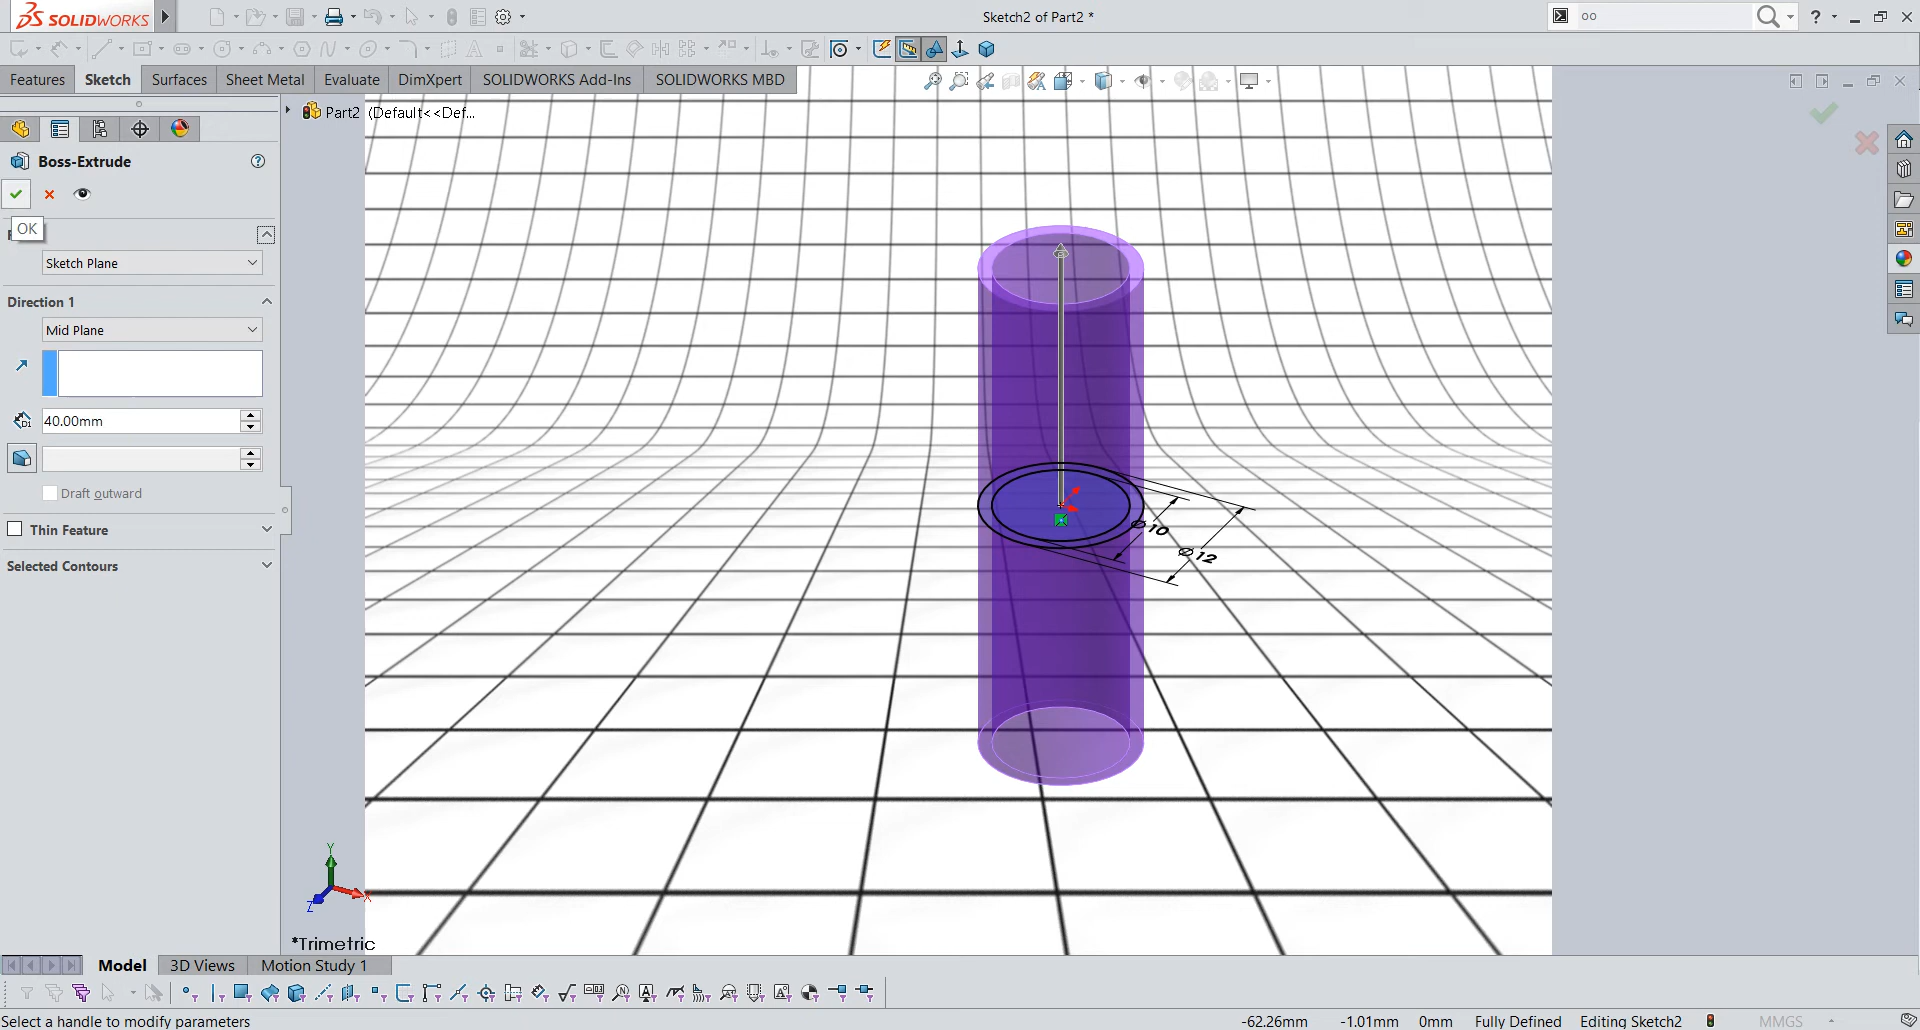 SOLIDWORKS
Sketch2 of Part2 *
oo
?
Features
Sketch
Surfaces
Sheet Metal
Evaluate
DimXpert
SOLIDWORKS Add-Ins
SOLIDWORKS MBD
Part2 (Default<<Def...
Boss-Extrude
OK
Sketch Plane
Direction 1
Mid Plane
40.00mm
Draft outward
Thin Feature
Selected Contours
⌀10
⌀12
Y
X
Z
*Trimetric
Model
3D Views
Motion Study 1
Select a handle to modify parameters
-62.26mm
-1.01mm
0mm
Fully Defined
Editing Sketch2
MMGS